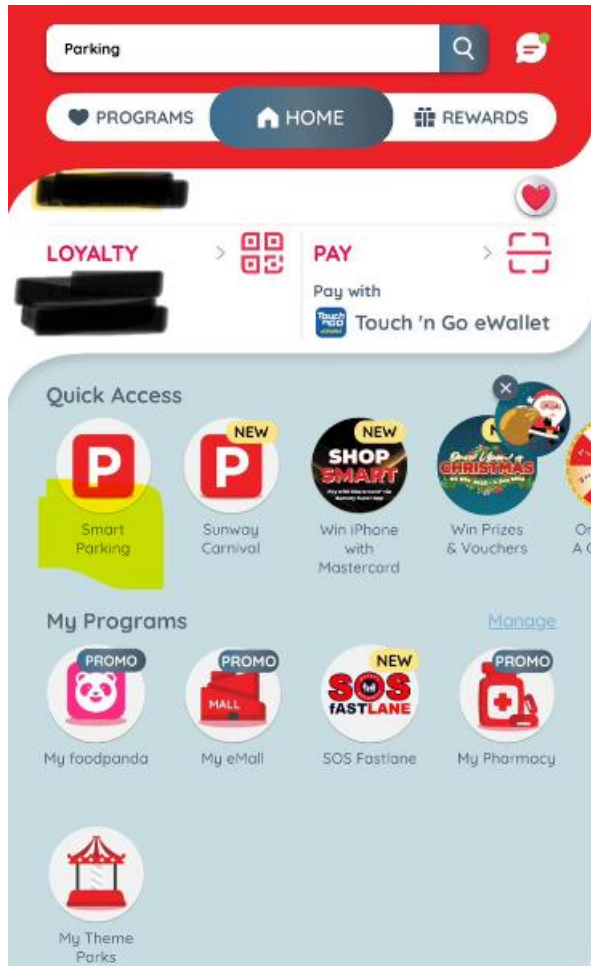 Parking
PROGRAMS
HOME
REWARDS
LOYALTY
PAY
Pay with
Touch 'n Go eWallet
Quick Access
P
Smart
Parking
NEW
P
Sunway
Carnival
NEW
SHOP
SMART
Win iPhone
with
Mastercard
CHRISTMAS
Win Prizes
& Vouchers
My Programs
Manage
PROMO
My foodpanda
PROMO
MALL
My eMall
NEW
SOS
fASTLANE
SOS Fastlane
PROMO
My Pharmacy
My Theme
Parks